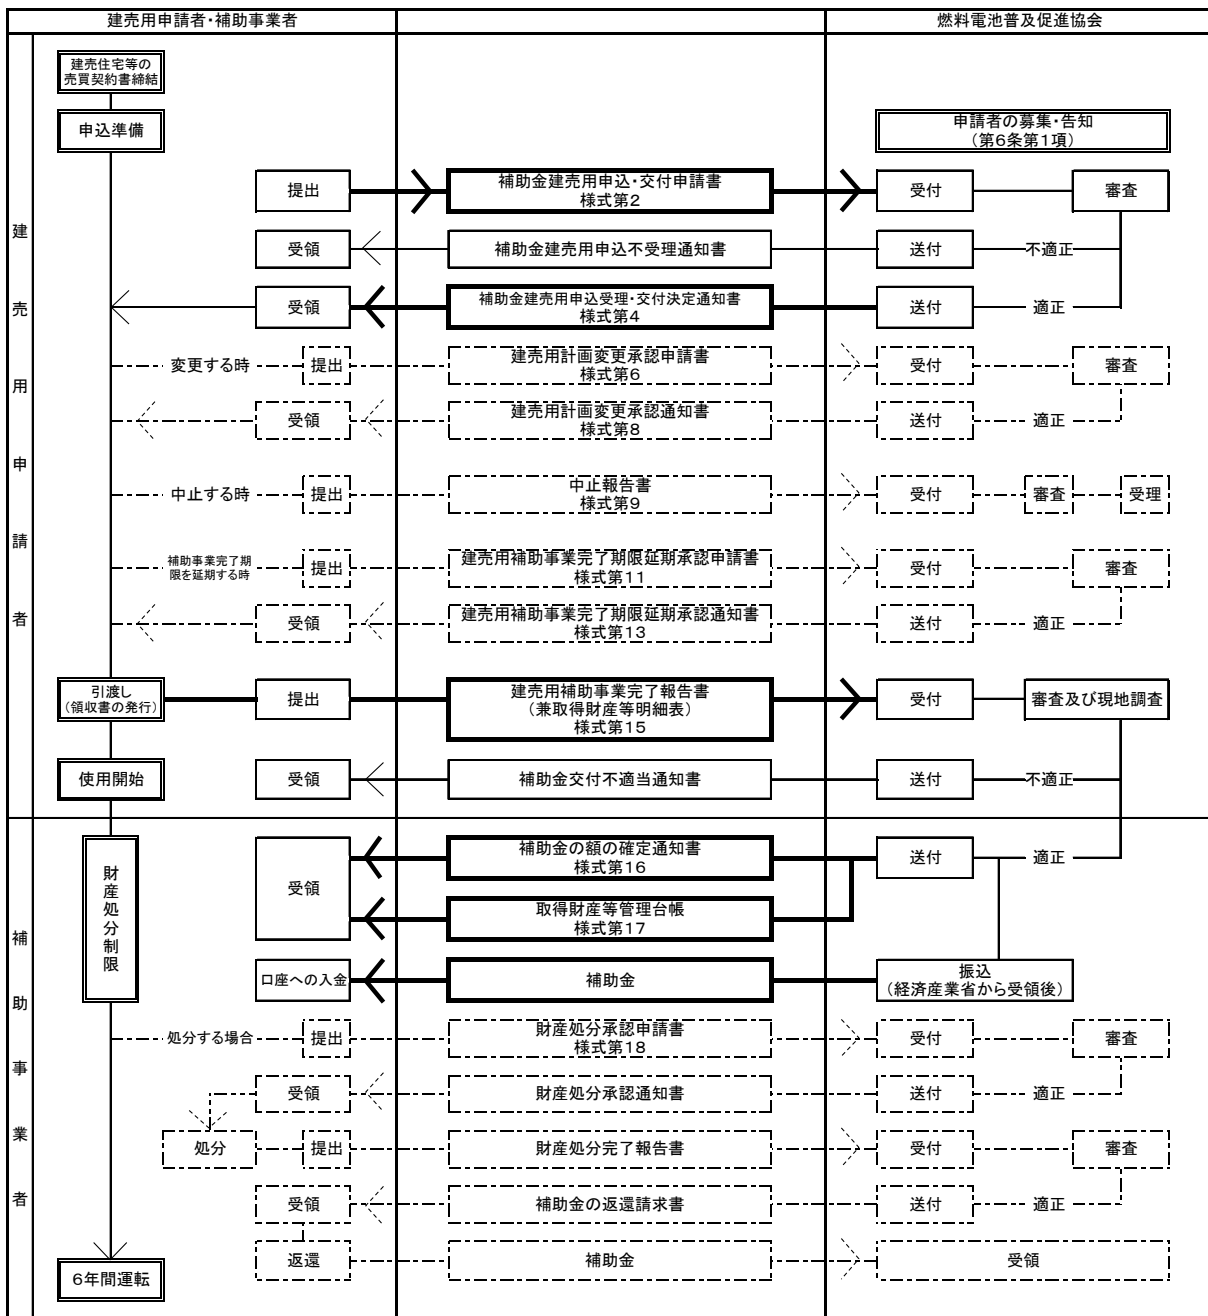 建売用申請者・補助事業者
燃料電池普及促進協会
建売用申請者
建売住宅等の
売買契約書締結
申込準備
申請者の募集・告知
（第6条第1項）
提出
補助金建売用申込・交付申請書
様式第2
受付
審査
受領
補助金建売用申込不受理通知書
送付
不適正
受領
補助金建売用申込受理・交付決定通知書
様式第4
送付
適正
変更する時
提出
建売用計画変更承認申請書
様式第6
受付
審査
受領
建売用計画変更承認通知書
様式第8
送付
適正
中止する時
提出
中止報告書
様式第9
受付
審査
受理
補助事業完了期
限を延期する時
提出
建売用補助事業完了期限延期承認申請書
様式第11
受付
審査
受領
建売用補助事業完了期限延期承認通知書
様式第13
送付
適正
引渡し
（領収書の発行）
提出
建売用補助事業完了報告書
（兼取得財産等明細表）
様式第15
受付
審査及び現地調査
使用開始
受領
補助金交付不適当通知書
送付
不適正
補助事業者
財産処分制限
受領
補助金の額の確定通知書
様式第16
送付
適正
取得財産等管理台帳
様式第17
口座への入金
補助金
振込
（経済産業省から受領後）
処分する場合
提出
財産処分承認申請書
様式第18
受付
審査
受領
財産処分承認通知書
送付
適正
処分
提出
財産処分完了報告書
受付
審査
受領
補助金の返還請求書
送付
適正
返還
補助金
受領
6年間運転